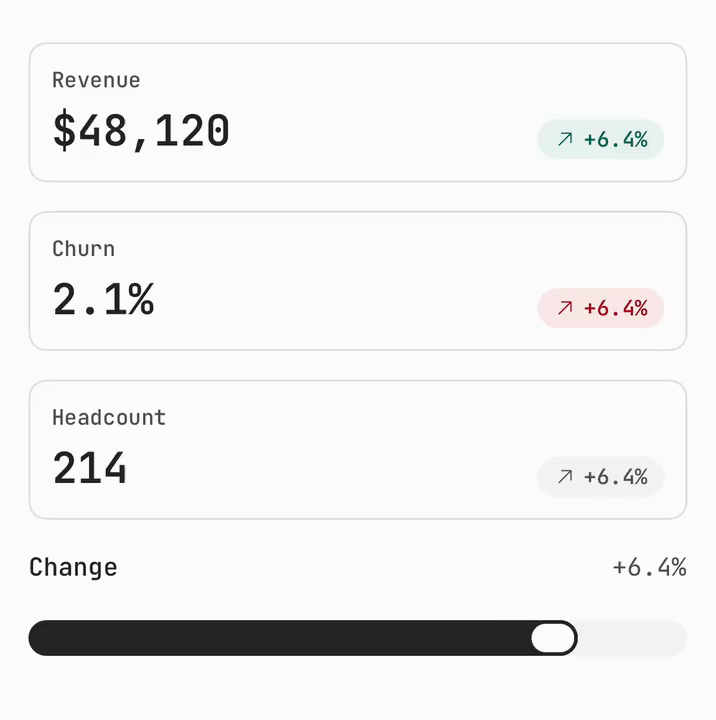 Revenue
$48,120
↗ +6.4%
Churn
2.1%
↗ +6.4%
Headcount
214
↗ +6.4%
Change +6.4%